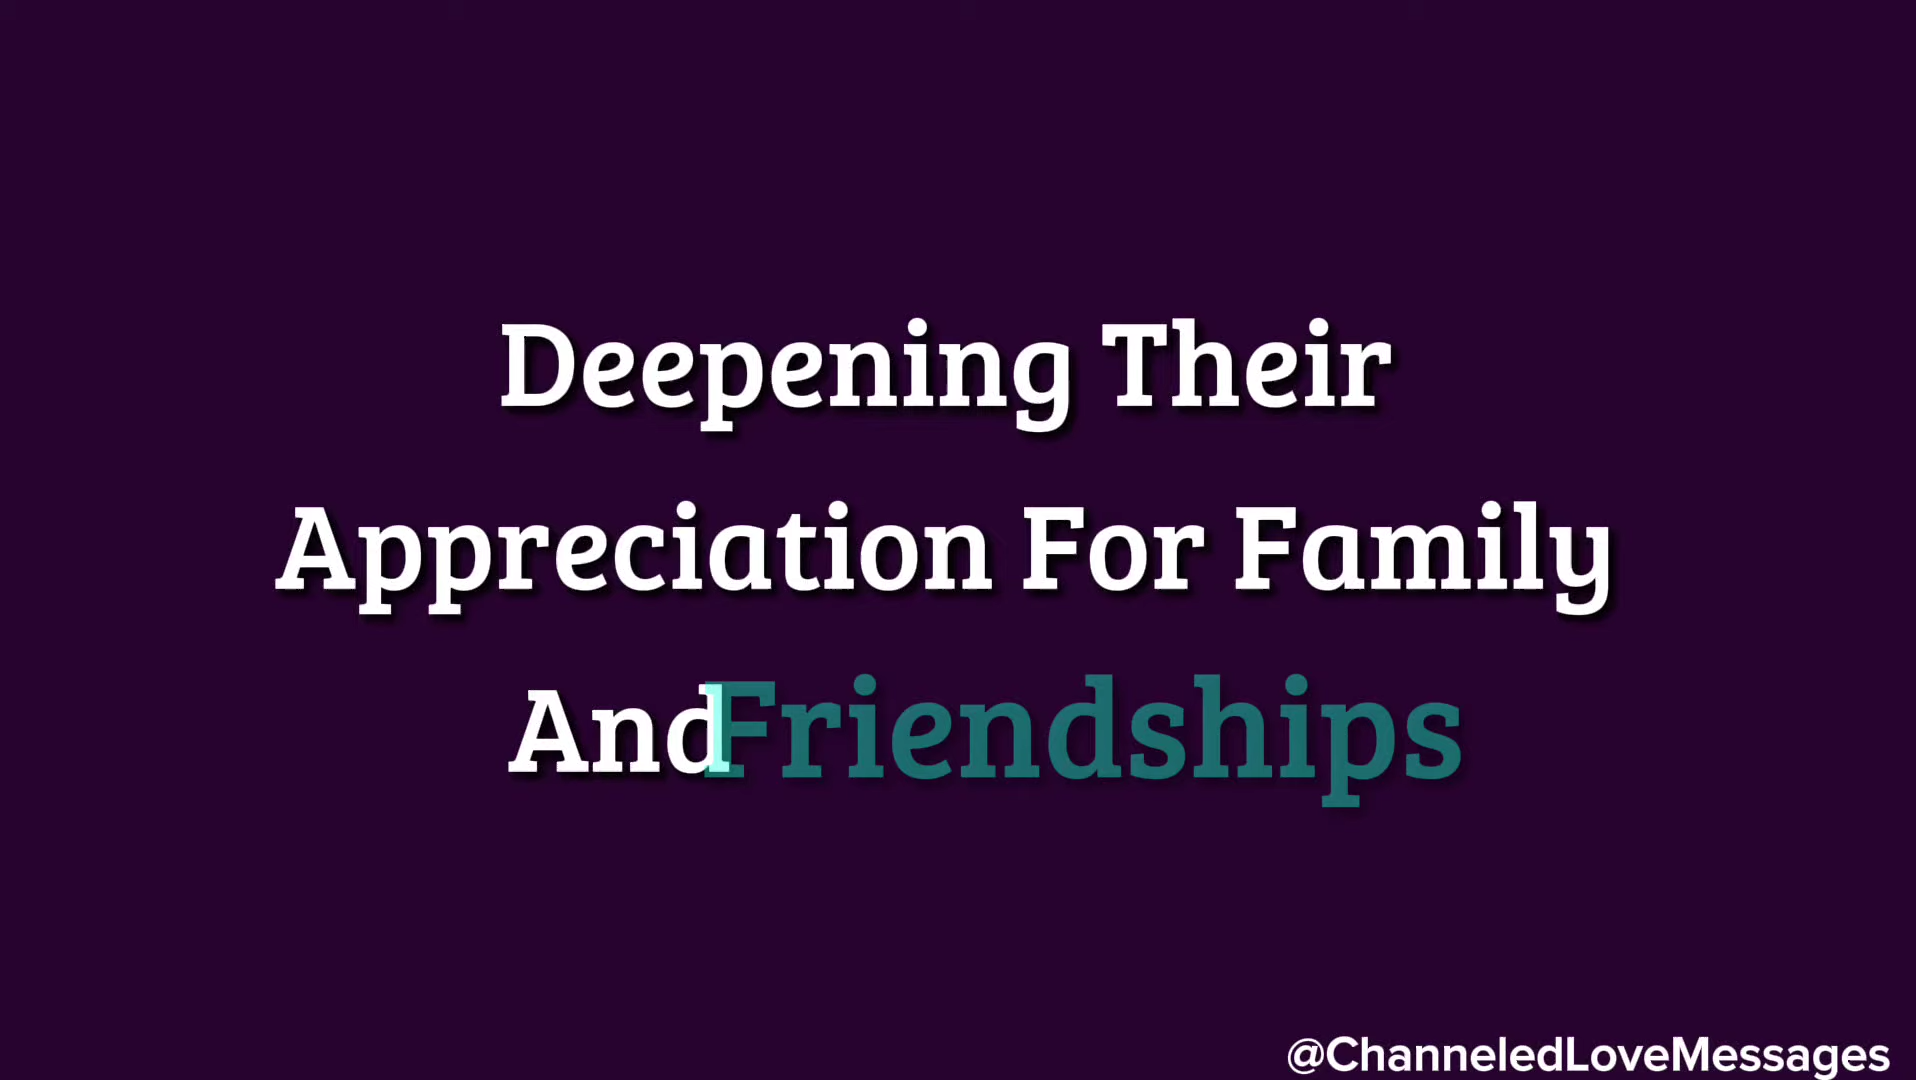 Deepening Their
Appreciation For Family
And Friendships
@ChanneledLoveMessages